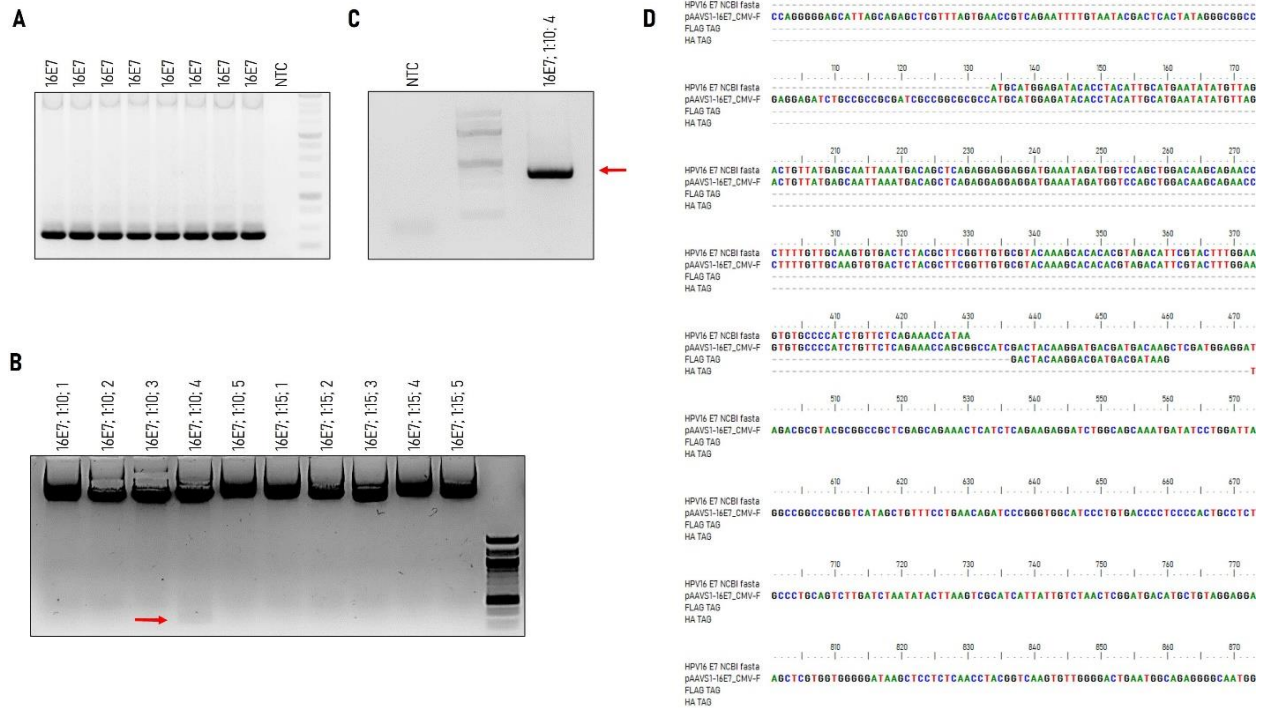 A
16E7
16E7
16E7
16E7
16E7
16E7
16E7
16E7
NTC
B
16E7; 1:10; 1
16E7; 1:10; 2
16E7; 1:10; 3
16E7; 1:10; 4
16E7; 1:10; 5
16E7; 1:15; 1
16E7; 1:15; 2
16E7; 1:15; 3
16E7; 1:15; 4
16E7; 1:15; 5
C
NTC
16E7; 1:10; 4
D
HPV16 E7 NCBI fasta
pAAVS1-16E7_CMV-F CCAGGGGGAGCATTAGCAGAGCTCGTTTAGTGAACCGTCAGAATTTTGTAATACGACTCACTATAGGGCGGCC
FLAG TAG
HA TAG
110 120 130 140 150 160 170
HPV16 E7 NCBI fasta ATGCATGGAGATACACCTACATTGCATGAATATATGTTAG
pAAVS1-16E7_CMV-F GAGGAGATCTGCCGCCGCGATCGCCGGCGCGCCATGCATGGAGATACACCTACATTGCATGAATATATGTTAG
FLAG TAG
HA TAG
210 220 230 240 250 260 270
HPV16 E7 NCBI fasta ACTGTTATGAGCAATTAAATGACAGCTCAGAGGAGGAGGATGAAATAGATGGTCCAGCTGGACAAGCAGAACC
pAAVS1-16E7_CMV-F ACTGTTATGAGCAATTAAATGACAGCTCAGAGGAGGAGGATGAAATAGATGGTCCAGCTGGACAAGCAGAACC
FLAG TAG
HA TAG
310 320 330 340 350 360 370
HPV16 E7 NCBI fasta CTTTTGTTGCAAGTGTGACTCTACGCTTCGGTTGTGCGTACAAAGCACACACGTAGACATTCGTACTTTGGAA
pAAVS1-16E7_CMV-F CTTTTGTTGCAAGTGTGACTCTACGCTTCGGTTGTGCGTACAAAGCACACACGTAGACATTCGTACTTTGGAA
FLAG TAG
HA TAG
410 420 430 440 450 460 470
HPV16 E7 NCBI fasta GTGTGCCCCATCTGTTCTCAGAAACCATAA
pAAVS1-16E7_CMV-F GTGTGCCCCATCTGTTCTCAGAAACCAGCGGCCATCGACTACAAGGATGACGATGACAAGCTCGATGGAGGAT
FLAG TAG GACTACAAGGACGATGACGATAAG
HA TAG T
510 520 530 540 550 560 570
HPV16 E7 NCBI fasta
pAAVS1-16E7_CMV-F AGACGCGTACGCGGCCGCTCGAGCAGAAACTCATCTCAGAAGAGGATCTGGCAGCAAATGATATCCTGGATTA
FLAG TAG
HA TAG
610 620 630 640 650 660 670
HPV16 E7 NCBI fasta
pAAVS1-16E7_CMV-F GGCCGGCCGCGGTCATAGCTGTTTCCTGAACAGATCCCGGGTGGCATCCCTGTGACCCCTCCCCACTGCCTCT
FLAG TAG
HA TAG
710 720 730 740 750 760 770
HPV16 E7 NCBI fasta
pAAVS1-16E7_CMV-F GCCCTGCAGTCTTGATCTAATATACTTAAGTCGCATCATTATTGTCTAACTCGGATGACATGCTGTAGGAGGA
FLAG TAG
HA TAG
810 820 830 840 850 860 870
HPV16 E7 NCBI fasta
pAAVS1-16E7_CMV-F AGCTCGTGGTGGGGGATAAGCTCCTCTCAACCTACGGTCAAGTGTTGGGGACTGAATGGCAGAGGGGCAATGG
FLAG TAG
HA TAG